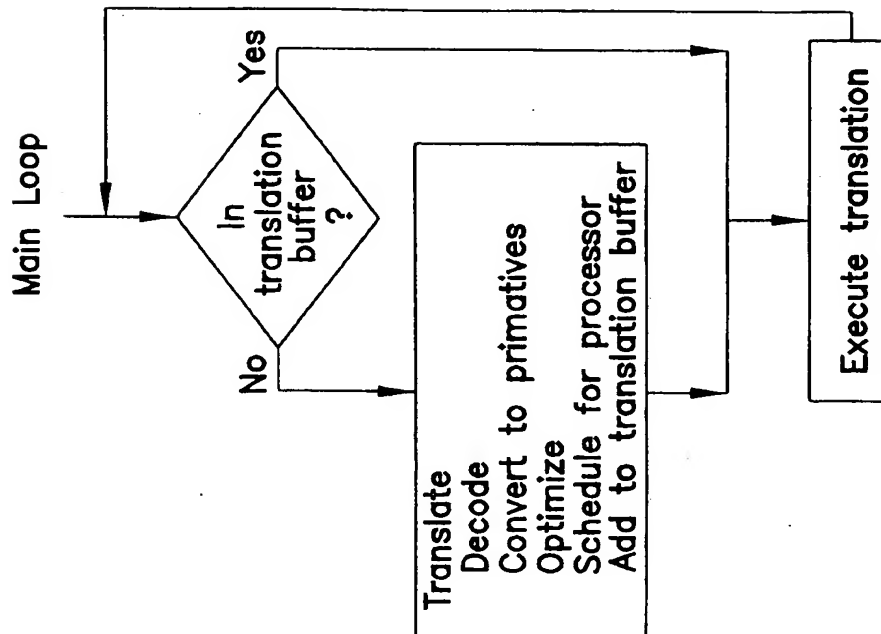 Main Loop
In
translation
buffer
?
No
Yes
Translate
Decode
Convert to primatives
Optimize
Schedule for processor
Add to translation buffer
Execute translation